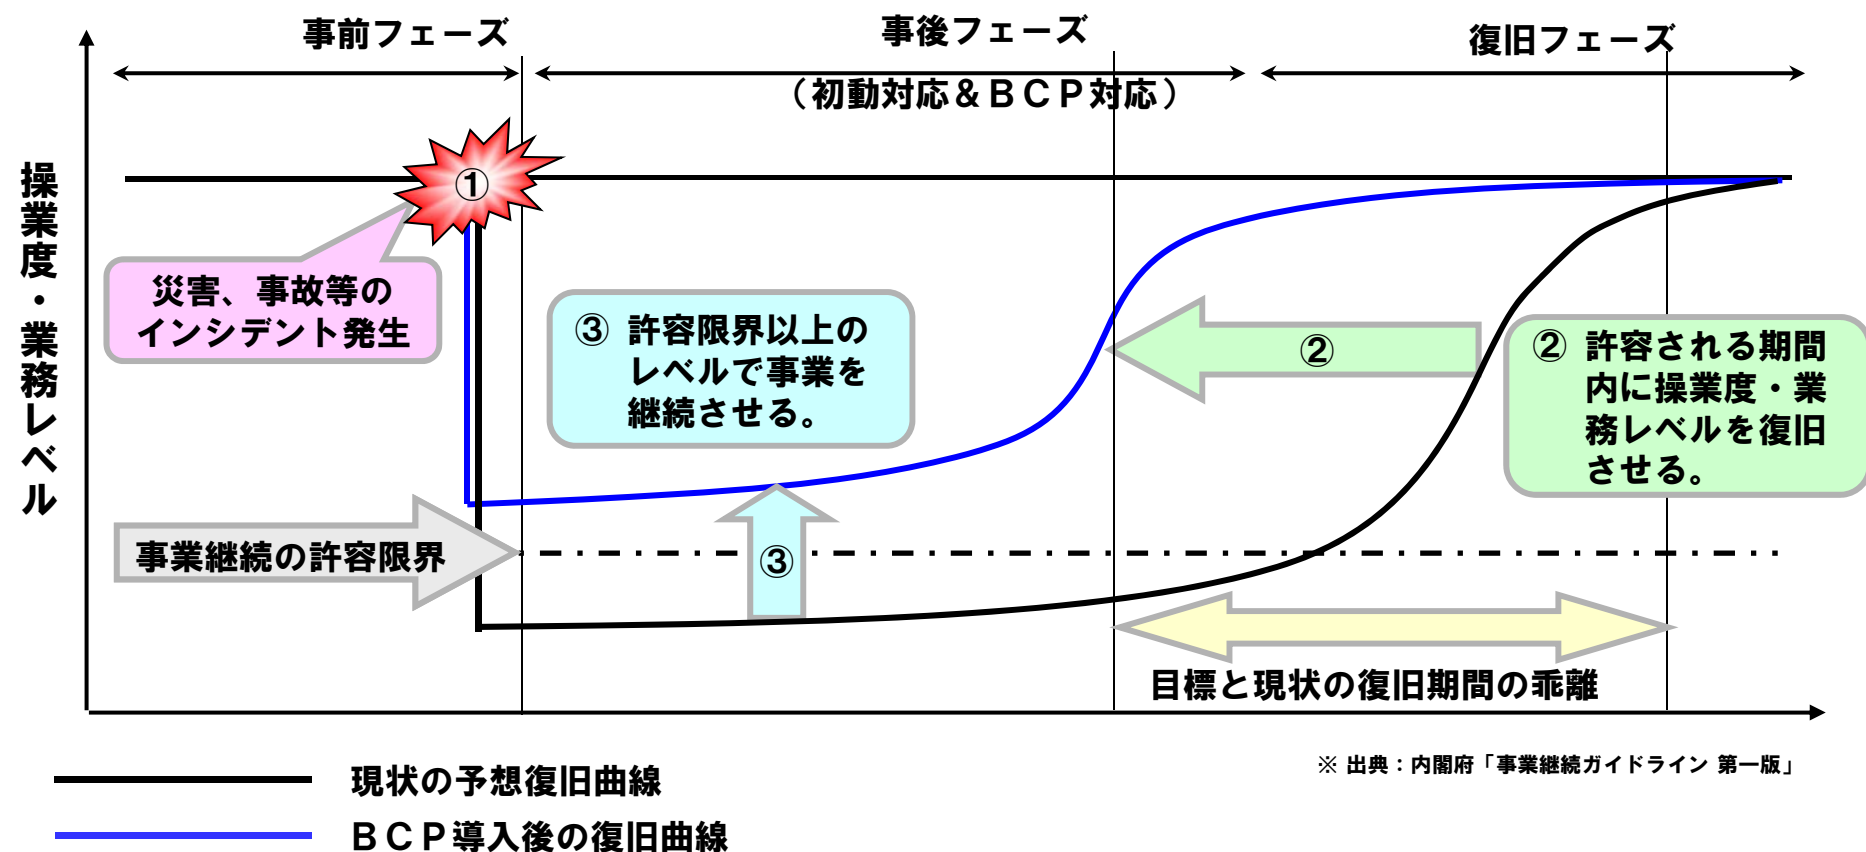 事前フェーズ
事後フェーズ
復旧フェーズ
（初動対応＆ＢＣＰ対応）
操業度・業務レベル
①
災害、事故等の
インシデント発生
③ 許容限界以上の
レベルで事業を
継続させる。
②
② 許容される期間
内に操業度・業
務レベルを復旧
させる。
事業継続の許容限界
③
目標と現状の復旧期間の乖離
※ 出典：内閣府「事業継続ガイドライン 第一版」
現状の予想復旧曲線
ＢＣＰ導入後の復旧曲線